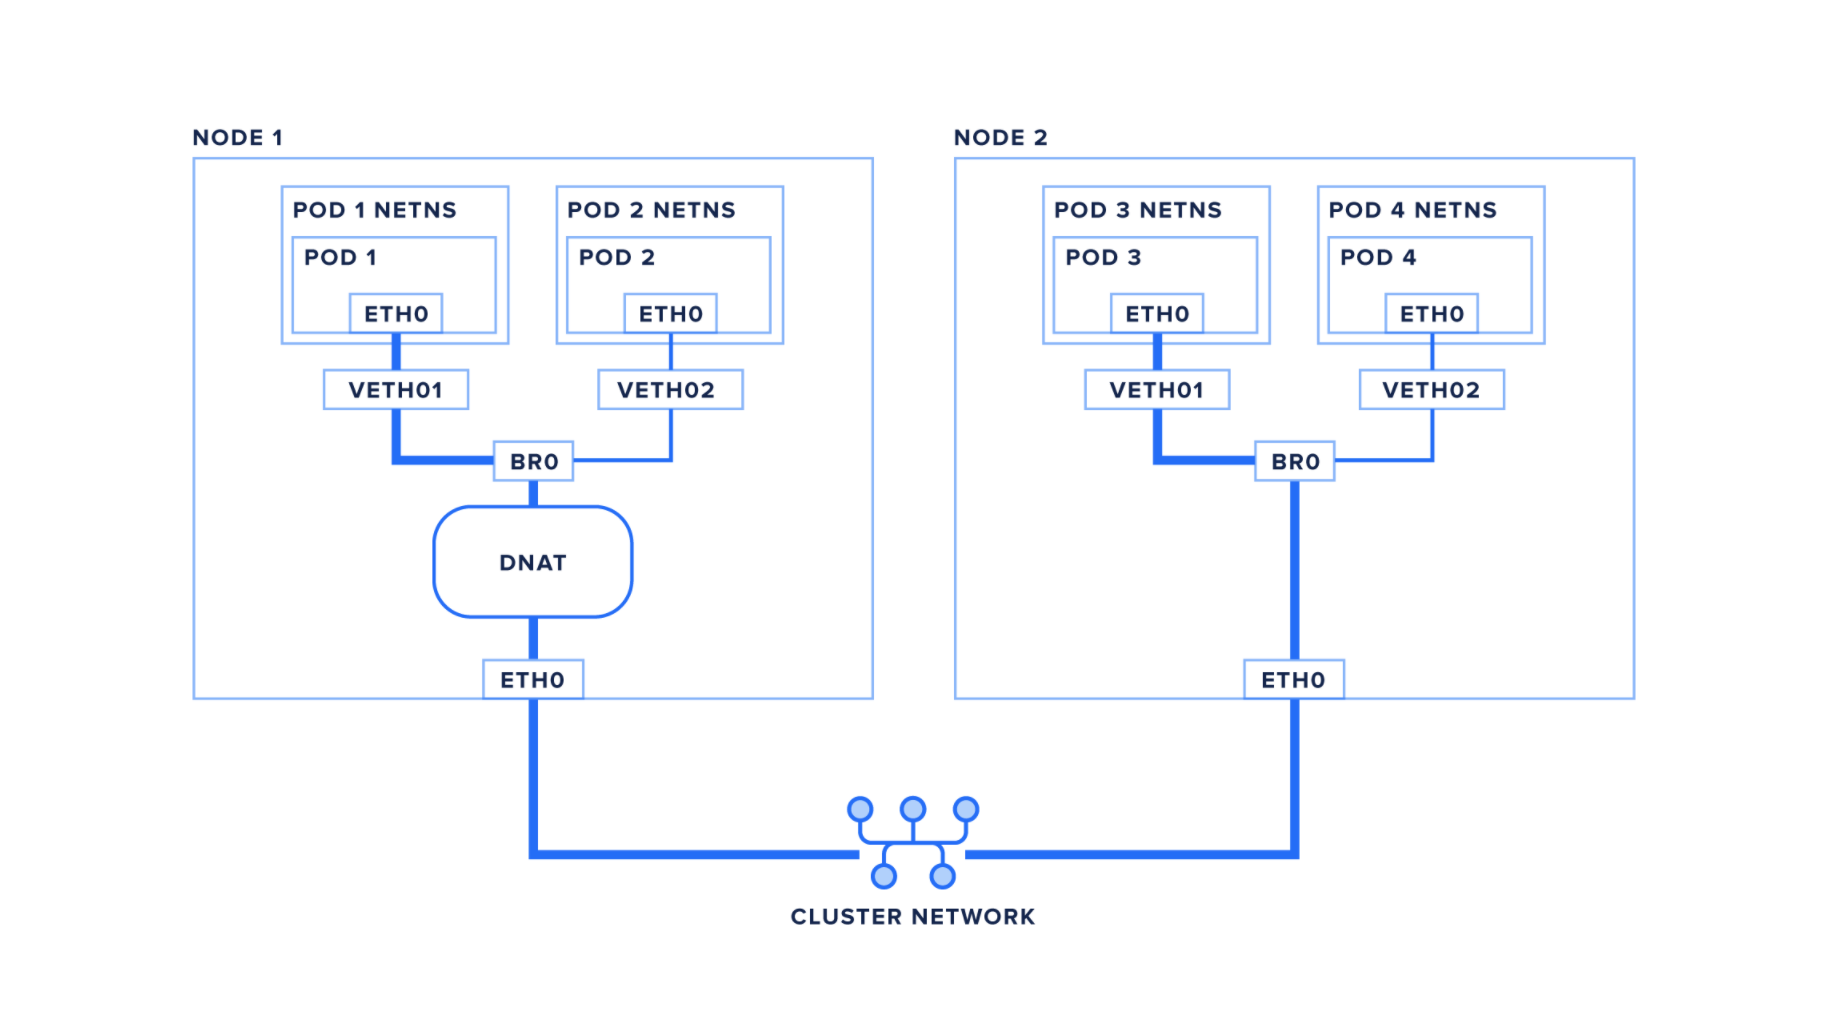 NODE 1
POD 1 NETNS
POD 1
ETH0
VETH01
POD 2 NETNS
POD 2
ETH0
VETH02
BR0
DNAT
ETH0
NODE 2
POD 3 NETNS
POD 3
ETH0
VETH01
POD 4 NETNS
POD 4
ETH0
VETH02
BR0
ETH0
CLUSTER NETWORK